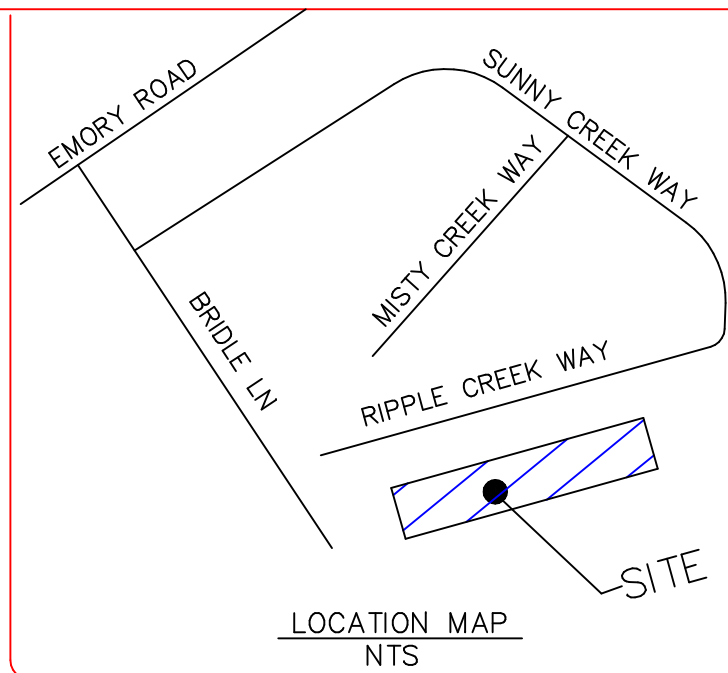 EMORY ROAD
SUNNY CREEK WAY
MISTY CREEK WAY
BRIDLE LN
RIPPLE CREEK WAY
SITE
LOCATION MAP
NTS